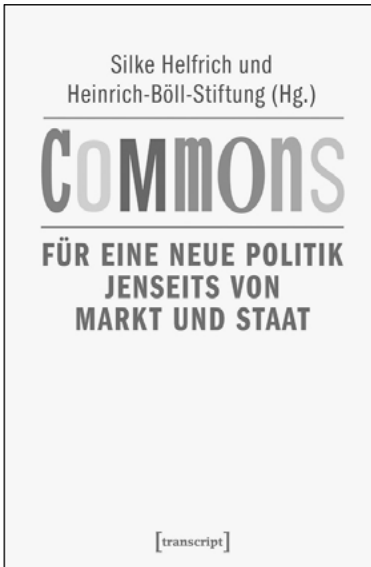 Silke Helfrich und
Heinrich-Böll-Stiftung (Hg.)
CoMmons
FÜR EINE NEUE POLITIK
JENSEITS VON
MARKT UND STAAT
[transcript]